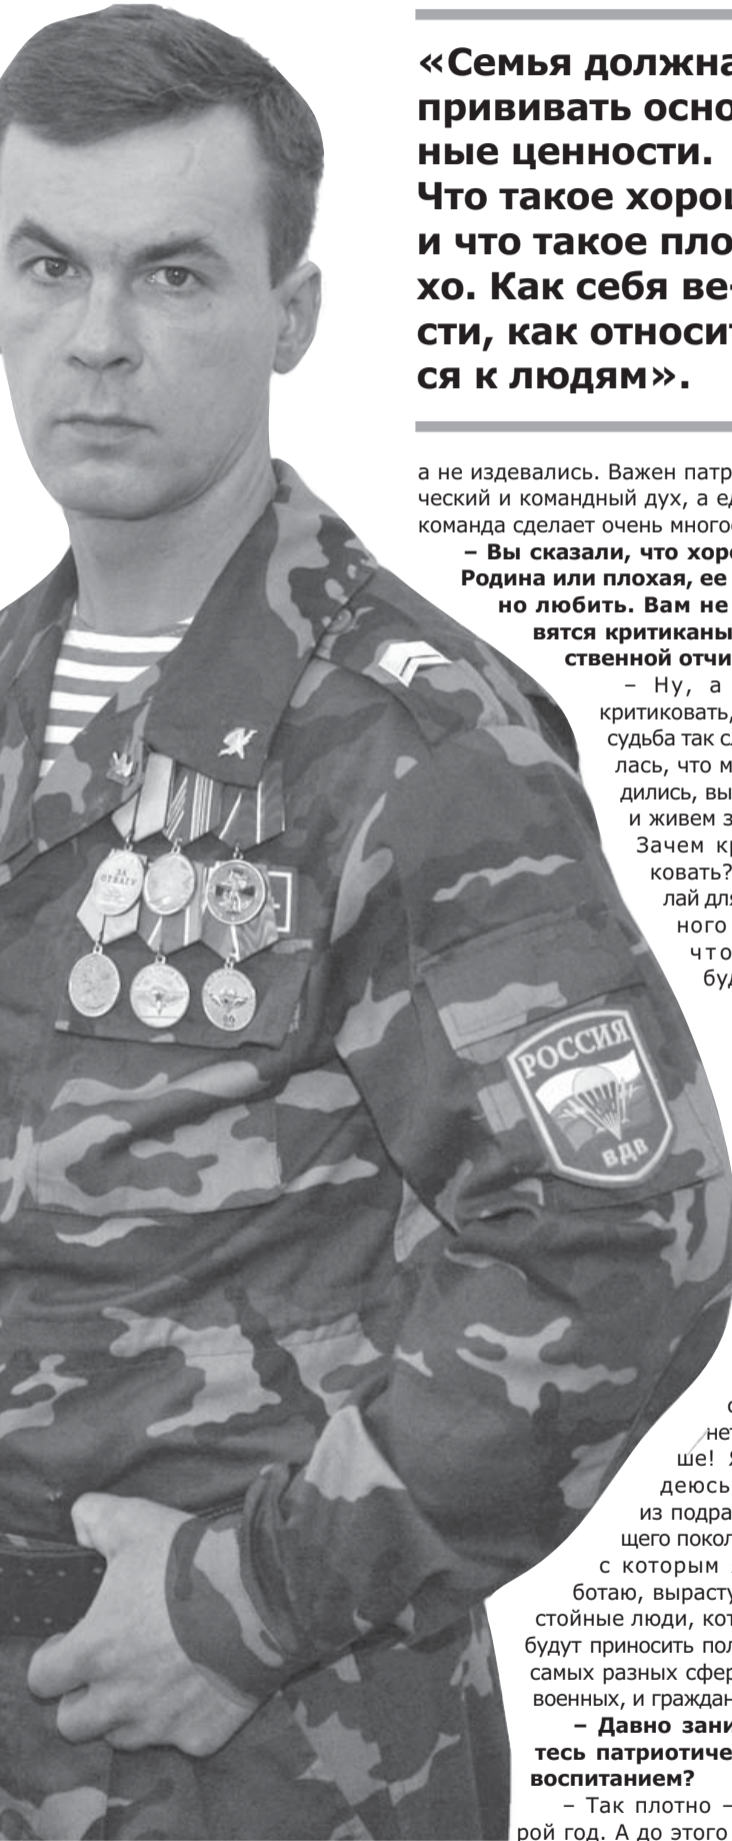 «Семья должна
прививать осно
ные ценности.
Что такое хорош
и что такое пло
хо. Как себя ве-
сти, как относит
ся к людям».
а не издевались. Важен патр
ческий и командный дух, а ед
команда сделает очень много
– Вы сказали, что хоро
Родина или плохая, ее
но любить. Вам не
вятся критиканы
ственной отчи
– Ну, а
критиковать,
судьба так сл
лась, что м
дились, вы
и живем з
Зачем кр
ковать?
лай для
ного
что
буд
ЗА
ОТВАГУ
РОССИЯ
ВДВ
с
нет
ше! Я
деюсь
из подра
щего покол
с которым
ботаю, вырасту
стойные люди, кот
будут приносить пол
самых разных сфер
военных, и граждан
– Давно зани
тесь патриотиче
воспитанием?
– Так плотно –
рой год. А до этого